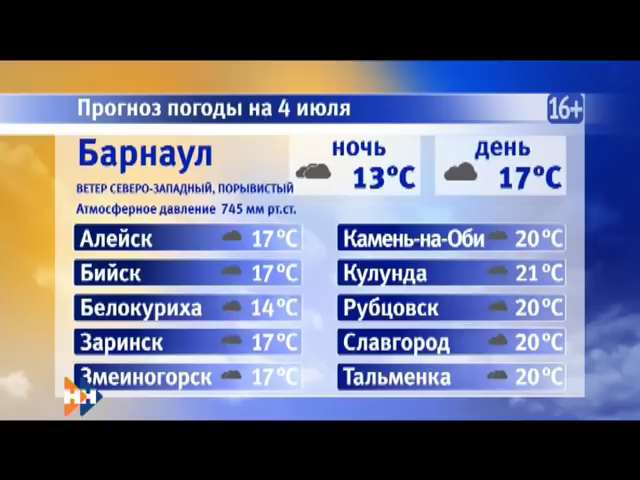 Прогноз погоды на 4 июля
16+
Барнаул
ночь
13°C
день
17°C
ВЕТЕР СЕВЕРО-ЗАПАДНЫЙ, ПОРЫВИСТЫЙ
Атмосферное давление 745 мм рт.ст.
Алейск 17°C
Бийск 17°C
Белокуриха 14°C
Заринск 17°C
Змеиногорск 17°C
Камень-на-Оби 20°C
Кулунда 21°C
Рубцовск 20°C
Славгород 20°C
Тальменка 20°C
НН